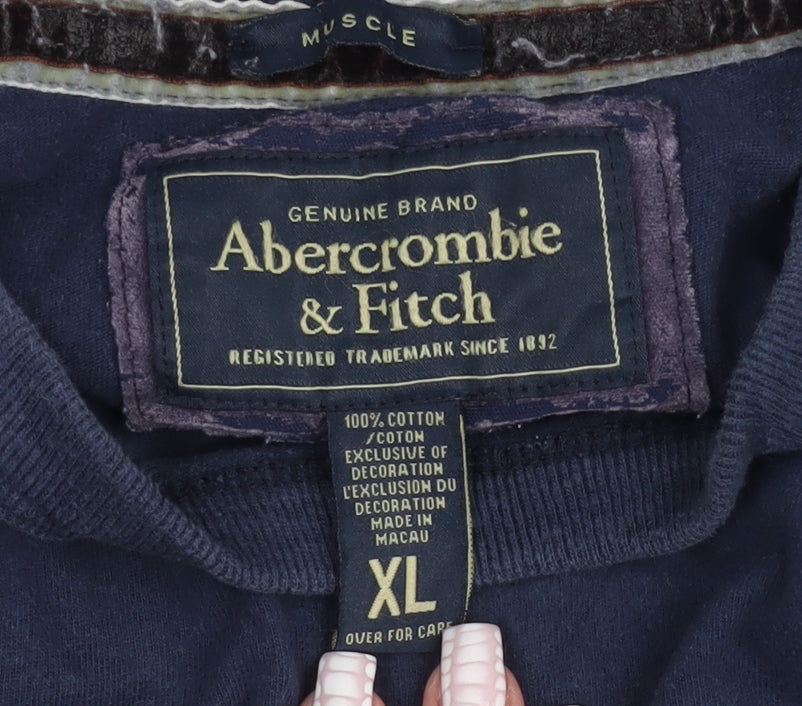 MUSCLE
GENUINE BRAND
Abercrombie
& Fitch
REGISTERED TRADEMARK SINCE 1892
100% COTTON
/COTON
EXCLUSIVE OF
DECORATION
L'EXCLUSION DU
DECORATION
MADE IN
MACAU
XL
OVER FOR CARE